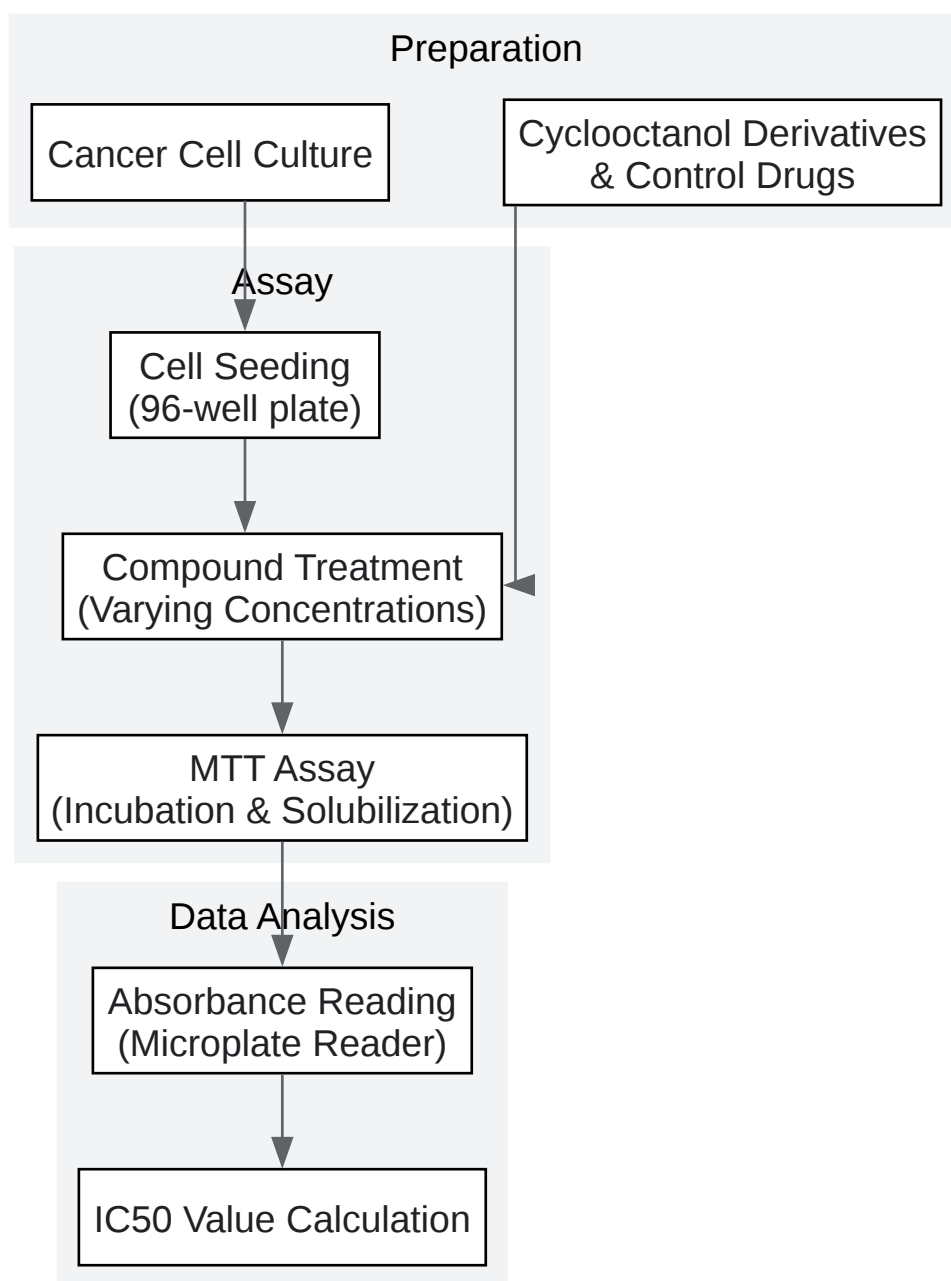 Preparation
Cancer Cell Culture
Cyclooctanol Derivatives
& Control Drugs
Assay
Cell Seeding
(96-well plate)
Compound Treatment
(Varying Concentrations)
MTT Assay
(Incubation & Solubilization)
Data Analysis
Absorbance Reading
(Microplate Reader)
IC50 Value Calculation